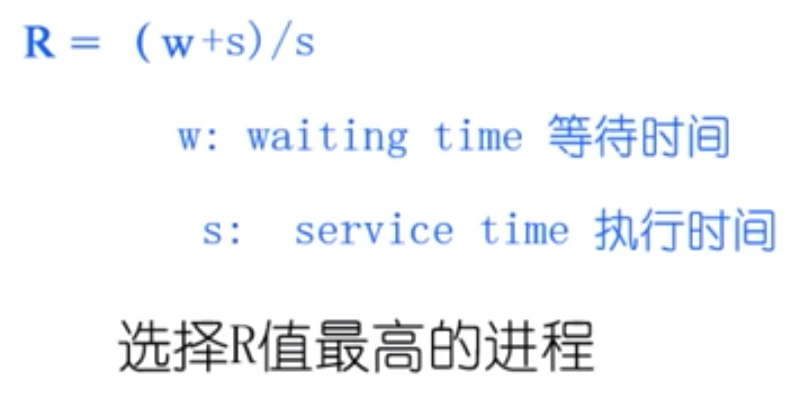 R = (w+s)/s
w: waiting time 等待时间
s: service time 执行时间
选择R值最高的进程